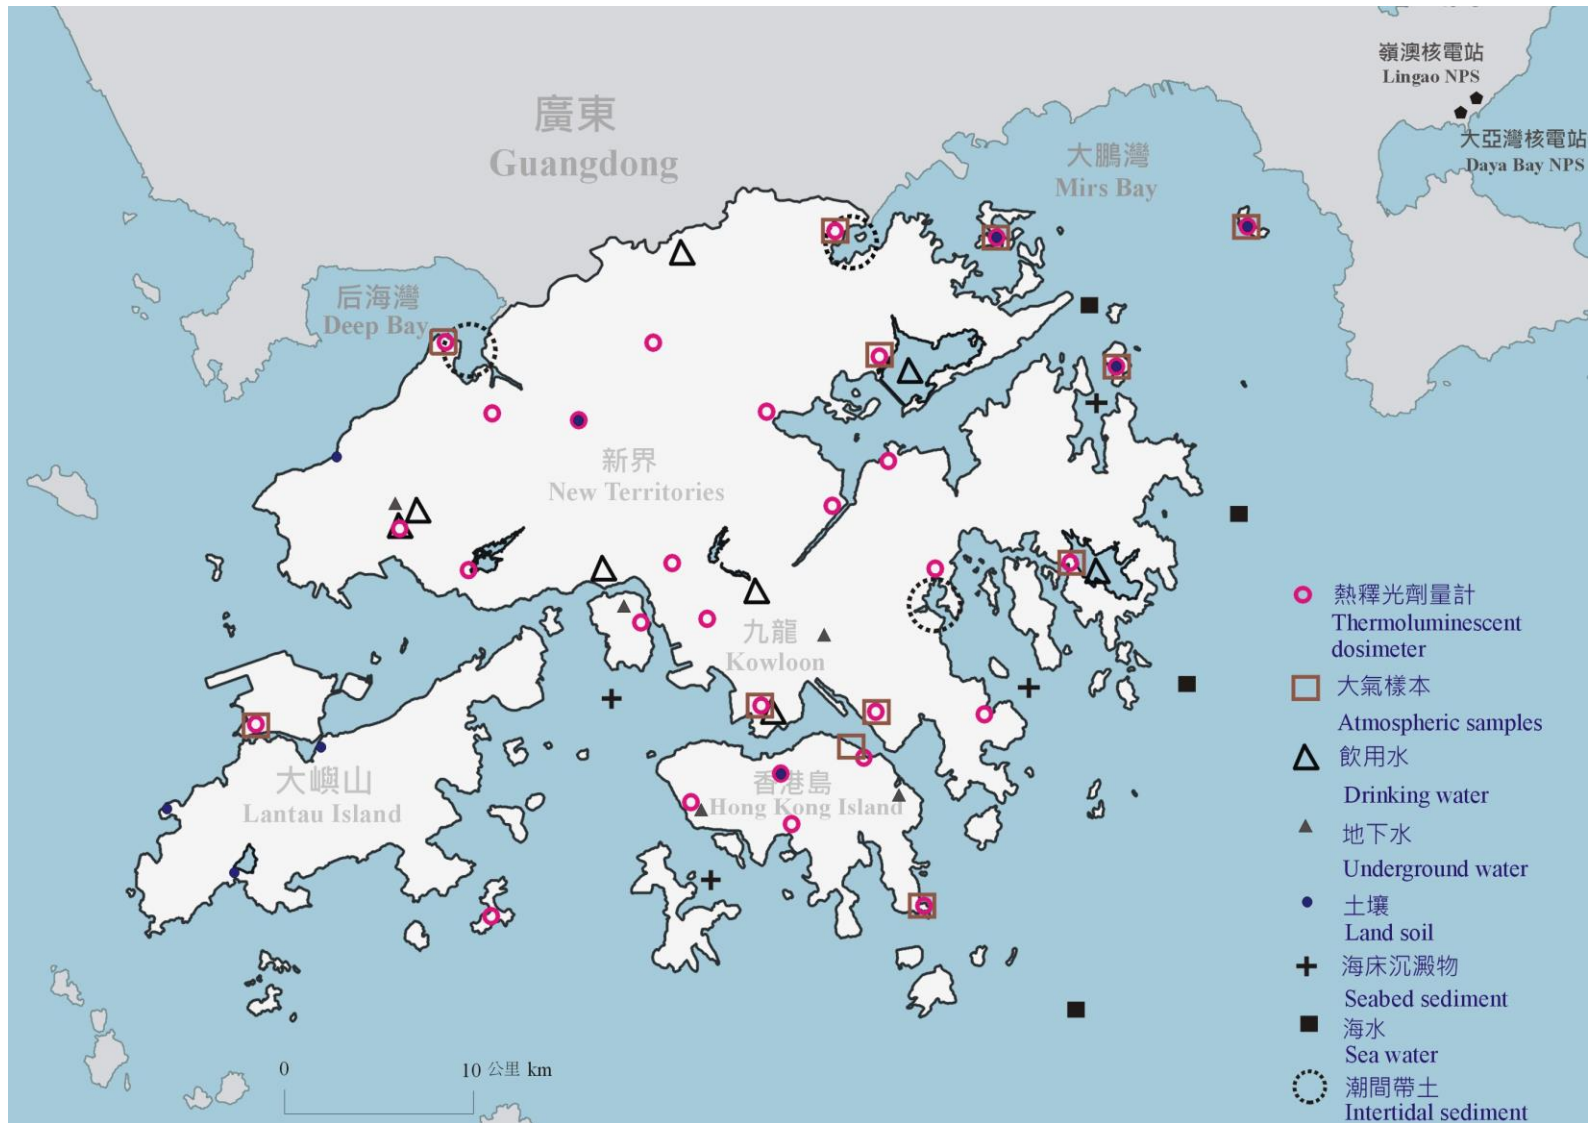 嶺澳核電站
Lingao NPS
大亞灣核電站
Daya Bay NPS
廣東
Guangdong
大鵬灣
Mirs Bay
后海灣
Deep Bay
新界
New Territories
九龍
Kowloon
大嶼山
Lantau Island
香港島
Hong Kong Island
熱釋光劑量計
Thermoluminescent
dosimeter
大氣樣本
Atmospheric samples
飲用水
Drinking water
地下水
Underground water
土壤
Land soil
海床沉澱物
Seabed sediment
海水
Sea water
潮間帶土
Intertidal sediment
0 10 公里 km